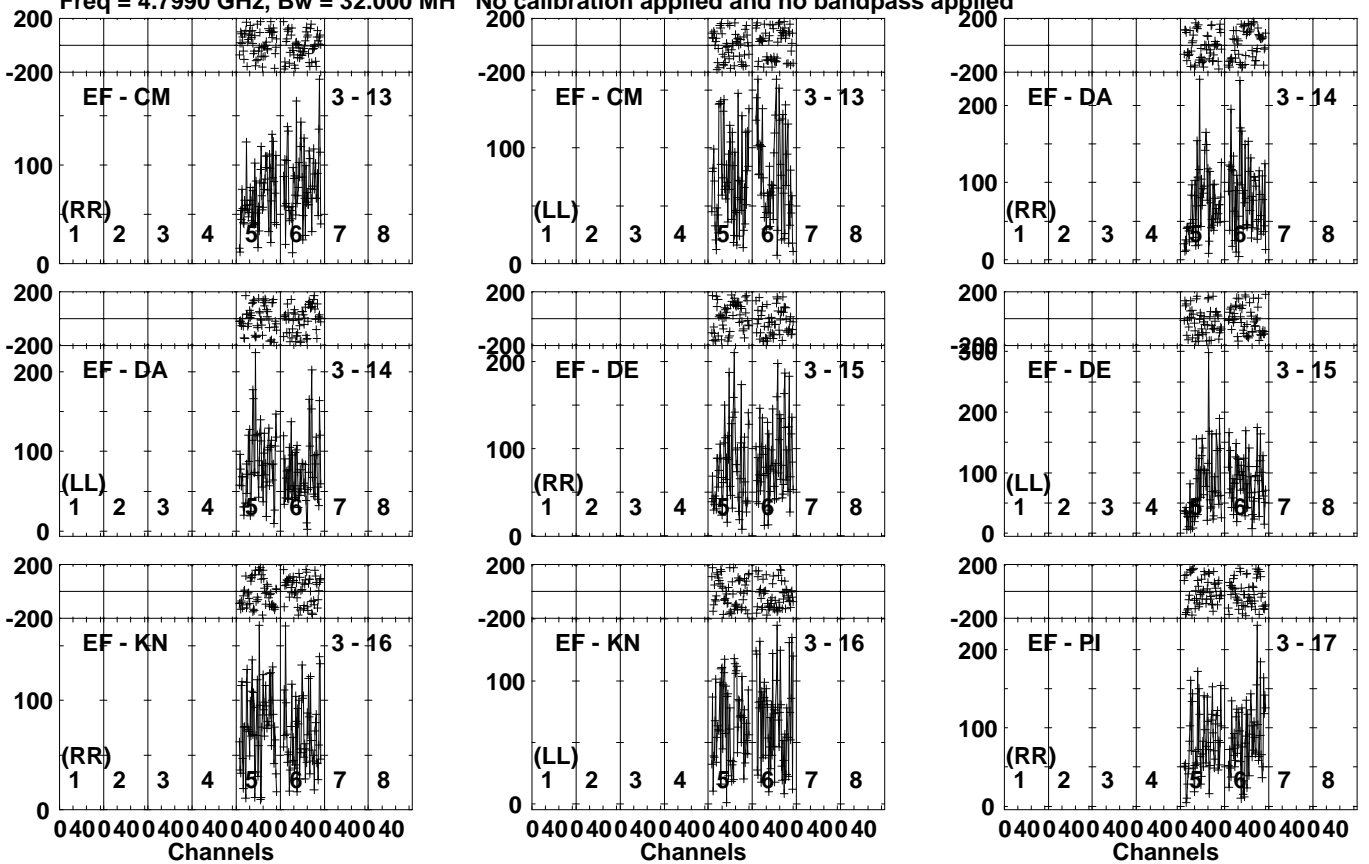 Freq = 4.7990 GHz, Bw = 32.000 MH No calibration applied and no bandpass applied
200 200 200
-200 -200 -200
EF - CM 3 - 13 EF - CM 3 - 13 EF - DA 3 - 14
200
100 100 100
(RR) (LL) (RR)
1 2 3 4 5 6 7 8 1 2 3 4 5 6 7 8 1 2 3 4 5 6 7 8
0 0 0
200 200 200
-200 -200 -200
300
EF - DA 3 - 14 EF - DE 3 - 15 EF - DE 3 - 15
200 200 200
100 100 100
(LL) (RR) (LL)
1 2 3 4 5 6 7 8 1 2 3 4 5 6 7 8 1 2 3 4 5 6 7 8
0 0 0
200 200 200
-200 -200 -200
EF - KN 3 - 16 EF - KN 3 - 16 EF - PI 3 - 17
200
100 100 100
(RR) (LL) (RR)
1 2 3 4 5 6 7 8 1 2 3 4 5 6 7 8 1 2 3 4 5 6 7 8
0 0 0
0 40 0 40 0 40 0 40 0 40 0 40 0 40 0 40 0 40 0 40 0 40 0 40 0 40 0 40 0 40 0 40 0 40 0 40 0 40 0 40 0 40 0 40 0 40 0 40
Channels Channels Channels